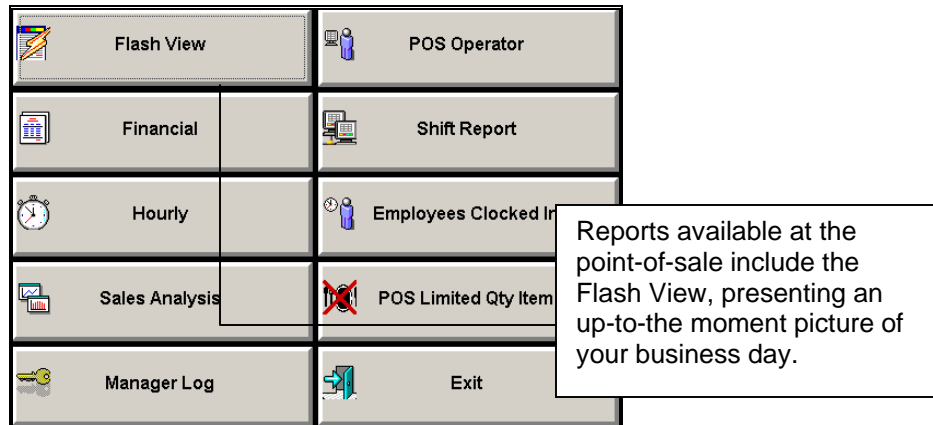 Flash View
POS Operator
Financial
Shift Report
Hourly
Employees Clocked In
Sales Analysis
POS Limited Qty Item
Manager Log
Exit
Reports available at the
point-of-sale include the
Flash View, presenting an
up-to-the moment picture of
your business day.